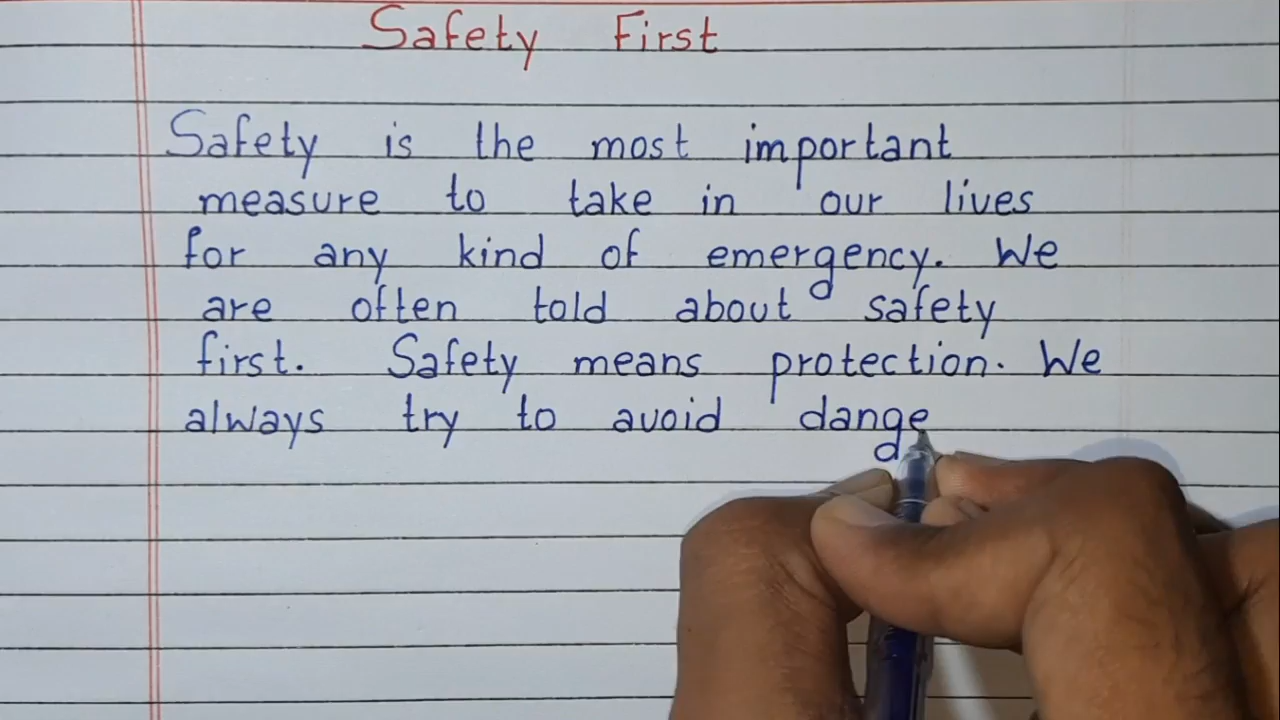 Safety First
Safety is the most important
measure to take in our lives
for any kind of emergency. We
are often told about safety
first. Safety means protection. We
always try to avoid dange